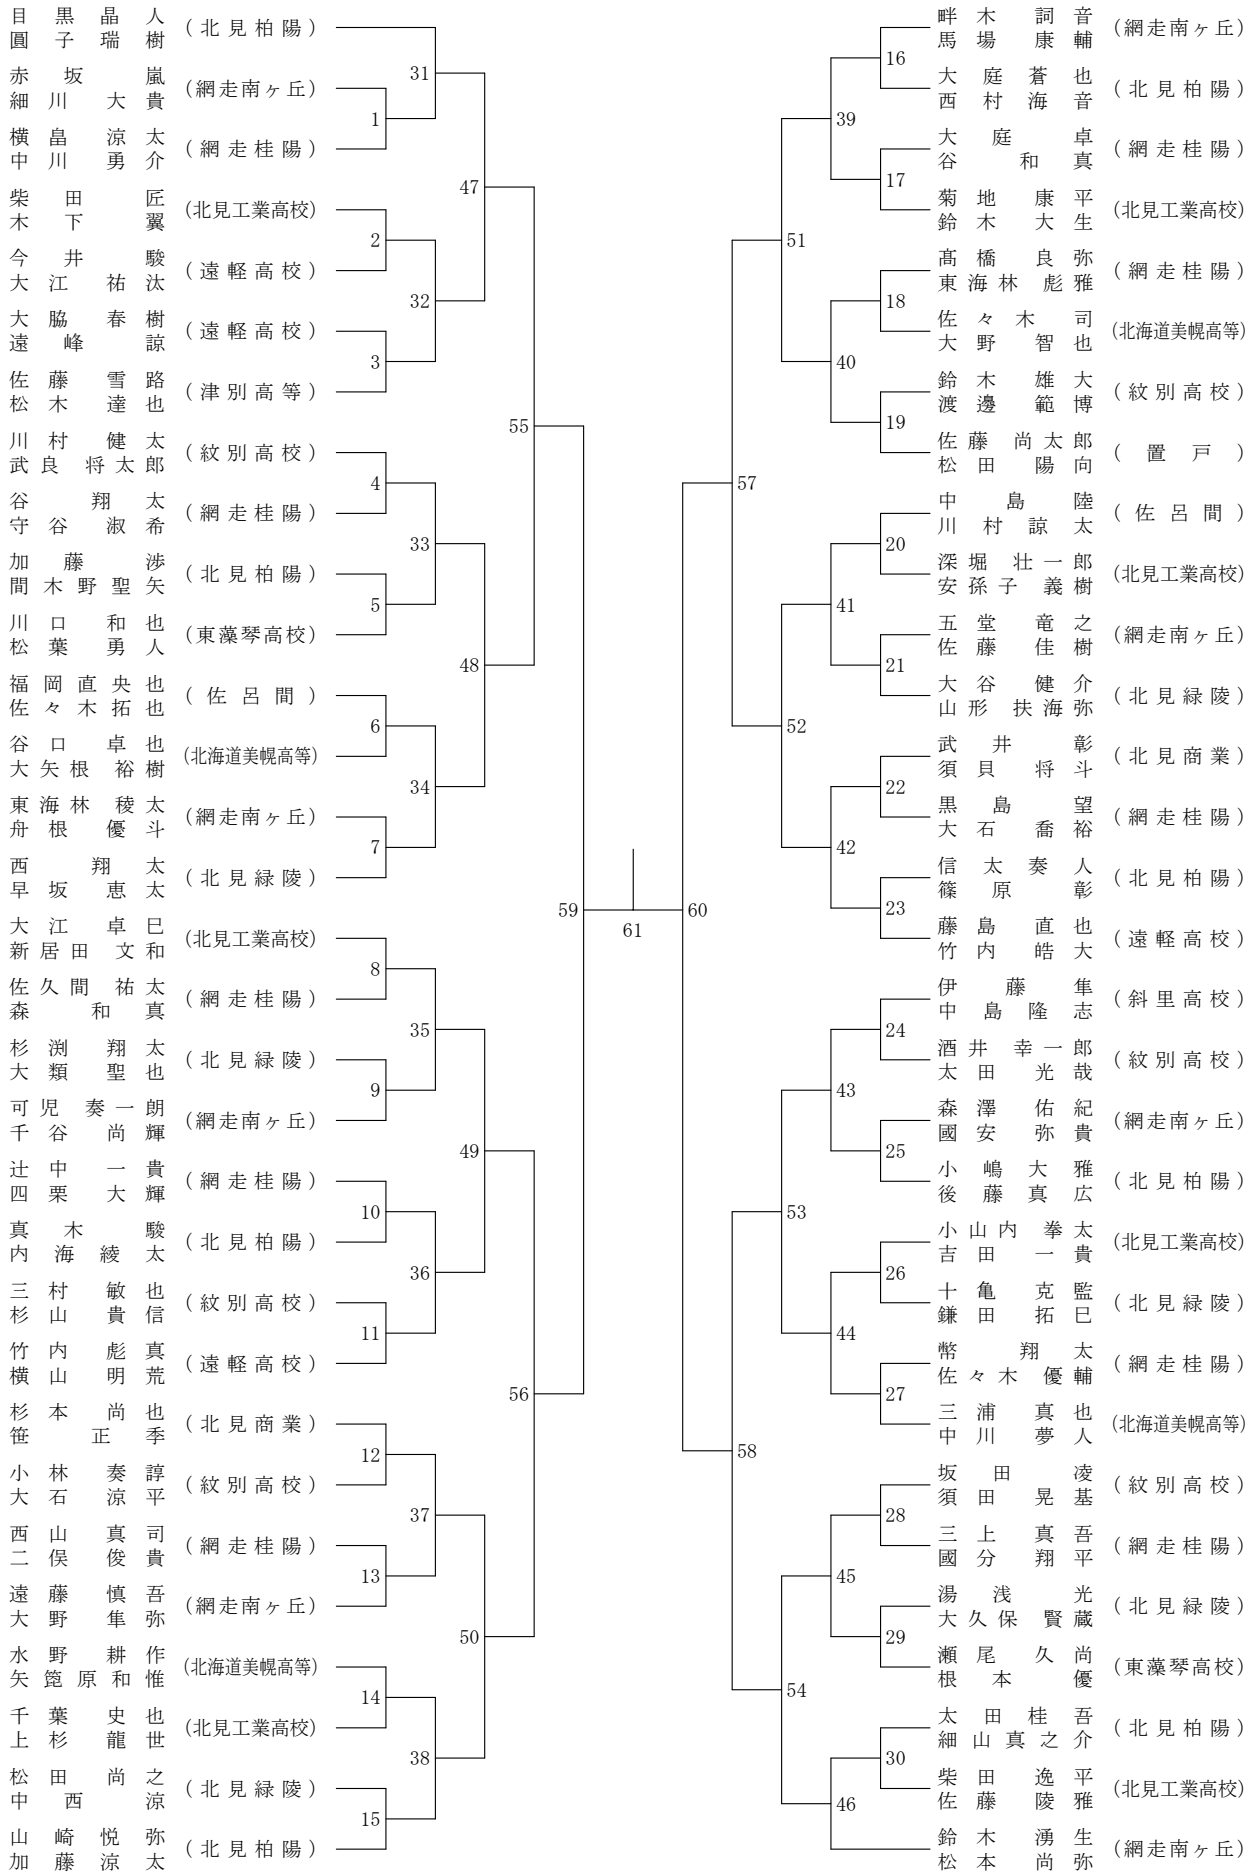 目黒晶人
圓子瑞樹
(北見柏陽)
赤坂嵐
細川大貴
(網走南ヶ丘)
横畠涼太
中川勇介
(網走桂陽)
柴田匠
木下翼
(北見工業高校)
今井駿
大江祐汰
(遠軽高校)
大脇春樹
遠峰諒
(遠軽高校)
佐藤雪路
松木達也
(津別高等)
川村健太
武良将太郎
(紋別高校)
谷翔太
守谷淑希
(網走桂陽)
加藤渉
間木野聖矢
(北見柏陽)
川口和也
松葉勇人
(東藻琴高校)
福岡直央也
佐々木拓也
(佐呂間)
谷口卓也
大矢根裕樹
(北海道美幌高等)
東海林稜太
舟根優斗
(網走南ヶ丘)
西翔太
早坂恵太
(北見緑陵)
大江卓巳
新居田文和
(北見工業高校)
佐久間祐太
森和真
(網走桂陽)
杉渕翔太
大類聖也
(北見緑陵)
可児奏一朗
千谷尚輝
(網走南ヶ丘)
辻中一貴
四栗大輝
(網走桂陽)
真木駿
内海綾太
(北見柏陽)
三村敏也
杉山貴信
(紋別高校)
竹内彪真
横山明荒
(遠軽高校)
杉本尚也
笹正季
(北見商業)
小林奏諄
大石涼平
(紋別高校)
西山真司
二俣俊貴
(網走桂陽)
遠藤慎吾
大野隼弥
(網走南ヶ丘)
水野耕作
矢箆原和惟
(北海道美幌高等)
千葉史也
上杉龍世
(北見工業高校)
松田尚之
中西涼
(北見緑陵)
山崎悦弥
加藤涼太
(北見柏陽)
1
2
3
4
5
6
7
8
9
10
11
12
13
14
15
31
32
33
34
35
36
37
38
47
48
49
50
55
56
59
61
60
57
58
51
52
53
54
39
40
41
42
43
44
45
46
16
17
18
19
20
21
22
23
24
25
26
27
28
29
30
畔木詞音
馬場康輔
(網走南ヶ丘)
大庭蒼也
西村海音
(北見柏陽)
大庭卓
谷和真
(網走桂陽)
菊地康平
鈴木大生
(北見工業高校)
髙橋良弥
東海林彪雅
(網走桂陽)
佐々木司
大野智也
(北海道美幌高等)
鈴木雄大
渡邊範博
(紋別高校)
佐藤尚太郎
松田陽向
(置戸)
中島陸
川村諒太
(佐呂間)
深堀壮一郎
安孫子義樹
(北見工業高校)
五堂竜之
佐藤佳樹
(網走南ヶ丘)
大谷健介
山形扶海弥
(北見緑陵)
武井彰
須貝将斗
(北見商業)
黒島望
大石喬裕
(網走桂陽)
信太奏人
篠原彰
(北見柏陽)
藤島直也
竹内皓大
(遠軽高校)
伊藤隼
中島隆志
(斜里高校)
酒井幸一郎
太田光哉
(紋別高校)
森澤佑紀
國安弥貴
(網走南ヶ丘)
小嶋大雅
後藤真広
(北見柏陽)
小山内拳太
吉田一貴
(北見工業高校)
十亀克監
鎌田拓巳
(北見緑陵)
幣翔太
佐々木優輔
(網走桂陽)
三浦真也
中川夢人
(北海道美幌高等)
坂田凌
須田晃基
(紋別高校)
三上真吾
國分翔平
(網走桂陽)
湯浅光
大久保賢蔵
(北見緑陵)
瀬尾久尚
根本優
(東藻琴高校)
太田桂吾
細山真之介
(北見柏陽)
柴田逸平
佐藤陵雅
(北見工業高校)
鈴木湧生
松本尚弥
(網走南ヶ丘)